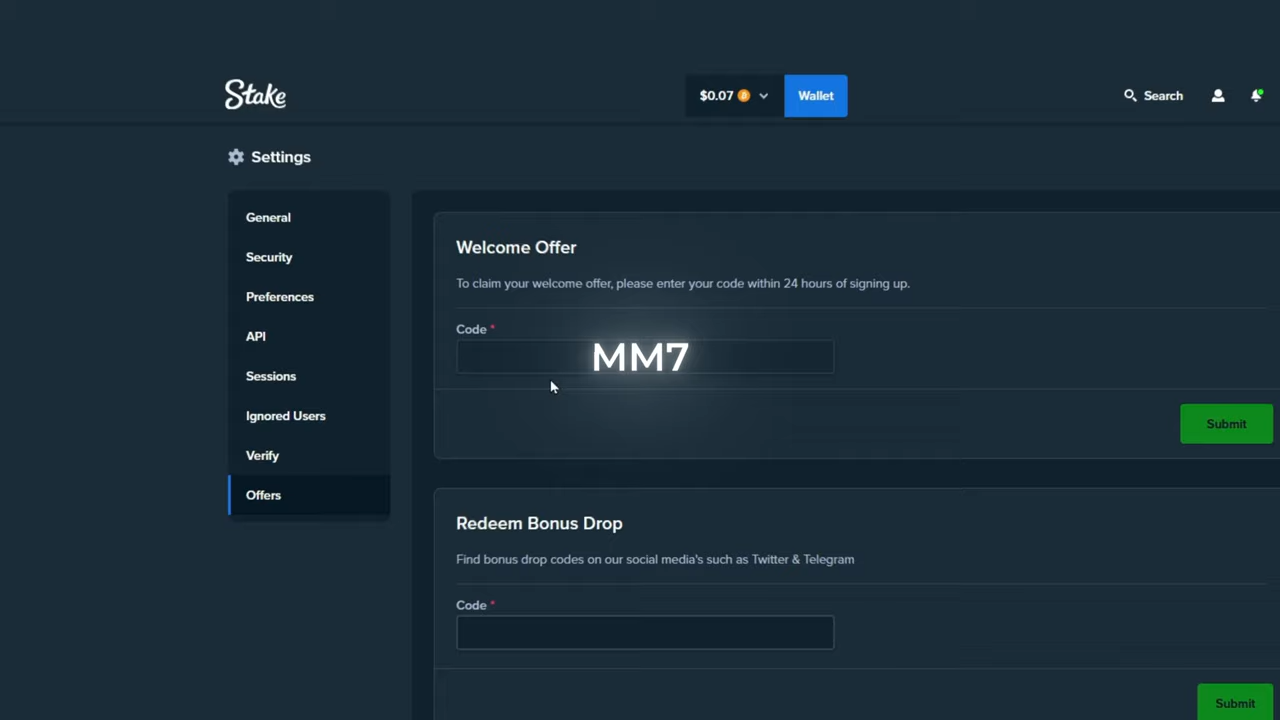 Stake
$0.07
Wallet
Search
Settings
General
Security
Preferences
API
Sessions
Ignored Users
Verify
Offers
Welcome Offer
To claim your welcome offer, please enter your code within 24 hours of signing up.
Code *
MM7
Submit
Redeem Bonus Drop
Find bonus drop codes on our social media's such as Twitter & Telegram
Code *
Submit